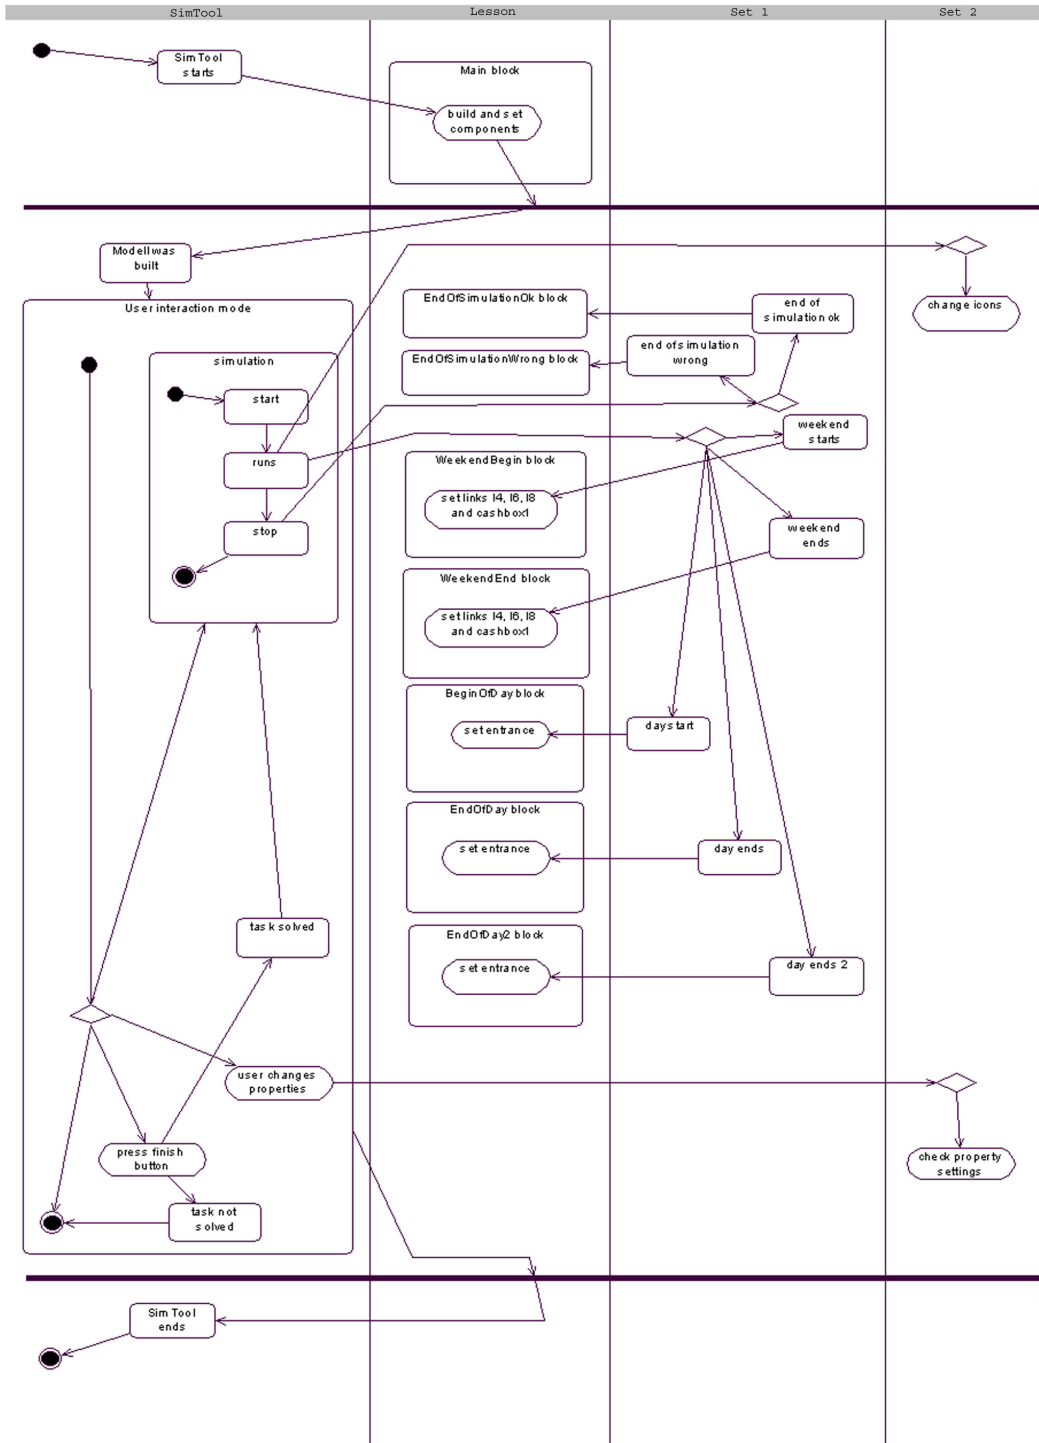 SimTool
Lesson
Set 1
Set 2
SimTool
starts
Main block
build and set
components
Modell was
built
User interaction mode
simulation
start
runs
stop
EndOfSimulationOk block
end of
simulation ok
EndOfSimulationWrong block
end of simulation
wrong
change icons
weekend
starts
WeekendBegin block
set links l4, l6, l8
and cashbox1
weekend
ends
WeekendEnd block
set links l4, l6, l8
and cashbox1
BeginOfDay block
set entrance
day start
EndOfDay block
set entrance
day ends
task solved
EndOfDay2 block
set entrance
day ends 2
user changes
properties
press finish
button
check property
settings
task not
solved
Sim Tool
ends